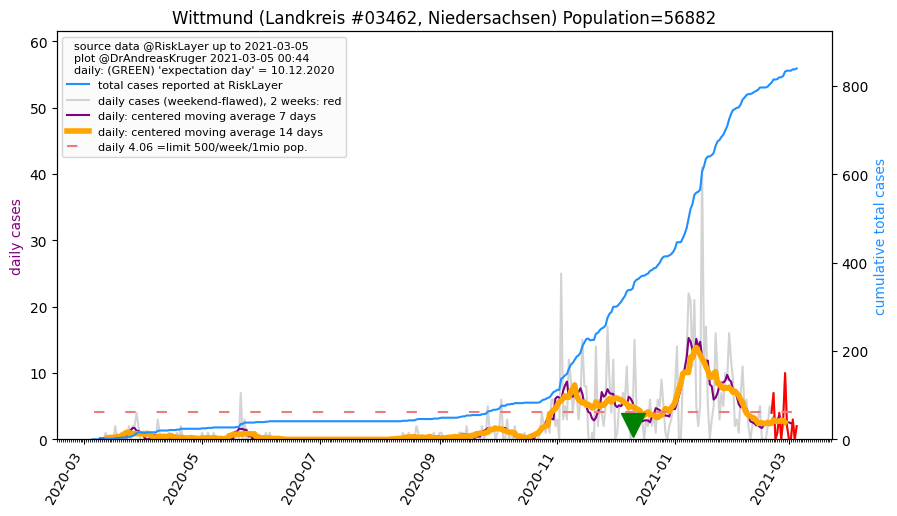 Wittmund (Landkreis #03462, Niedersachsen) Population=56882
source data @RiskLayer up to 2021-03-05
plot @DrAndreasKruger 2021-03-05 00:44
daily: (GREEN) 'expectation day' = 10.12.2020
total cases reported at RiskLayer
daily cases (weekend-flawed), 2 weeks: red
daily: centered moving average 7 days
daily: centered moving average 14 days
daily 4.06 =limit 500/week/1mio pop.
daily cases
60
50
40
30
20
10
0
cumulative total cases
800
600
400
200
0
2020-03
2020-05
2020-07
2020-09
2020-11
2021-01
2021-03